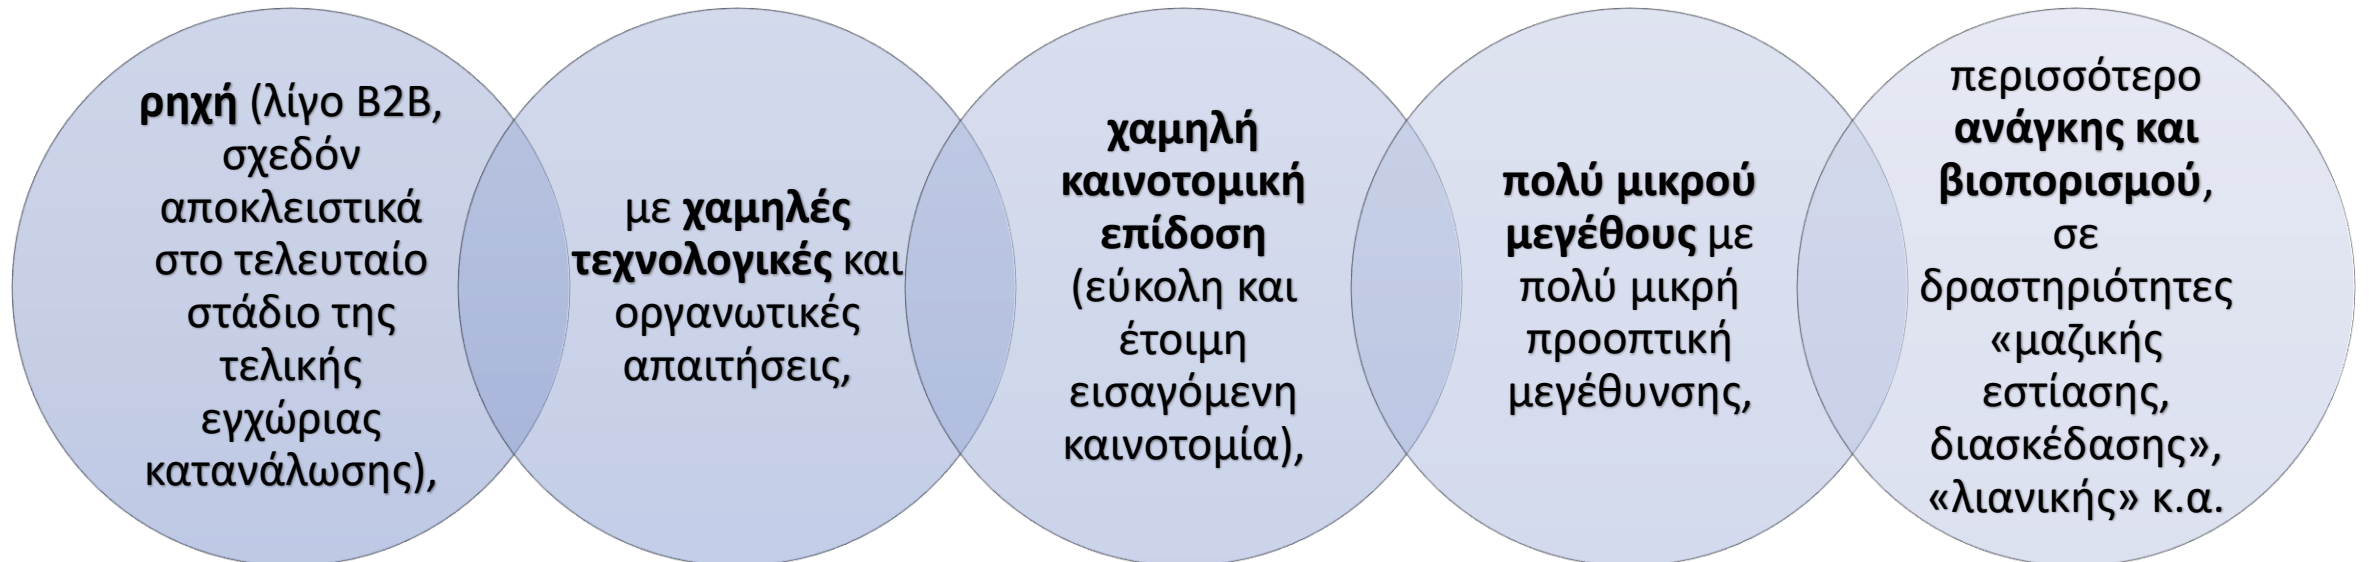 ρηχή (λίγο B2B,
σχεδόν
αποκλειστικά
στο τελευταίο
στάδιο της
τελικής
εγχώριας
κατανάλωσης),
με χαμηλές
τεχνολογικές και
οργανωτικές
απαιτήσεις,
χαμηλή
καινοτομική
επίδοση
(εύκολη και
έτοιμη
εισαγόμενη
καινοτομία),
πολύ μικρού
μεγέθους με
πολύ μικρή
προοπτική
μεγέθυνσης,
περισσότερο
ανάγκης και
βιοπορισμού,
σε
δραστηριότητες
«μαζικής
εστίασης,
διασκέδασης»,
«λιανικής» κ.α.